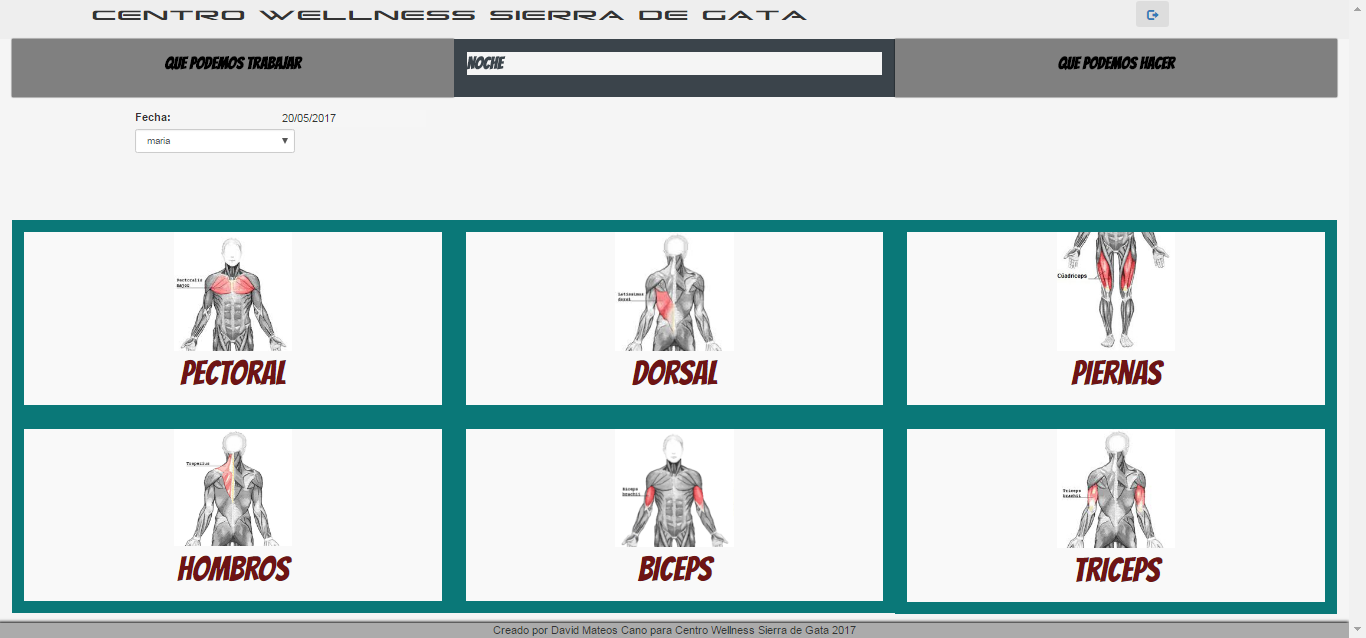 CENTRO WELLNESS SIERRA DE GATA
QUE PODEMOS TRABAJAR
NOCHE
QUE PODEMOS HACER
Fecha: 20/05/2017
maria
Pectoralis
major
PECTORAL
Latissimus
dorsi
DORSAL
Cuadriceps
PIERNAS
Trapezius
HOMBROS
Biceps
brachii
BICEPS
Triceps
brachii
TRICEPS
Creado por David Mateos Cano para Centro Wellness Sierra de Gata 2017